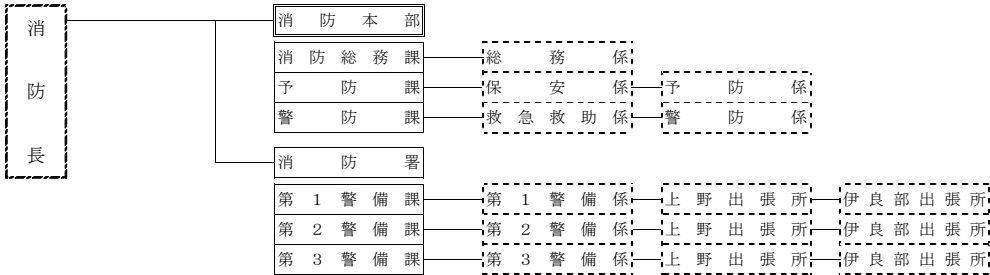 消防長
消防本部
消防総務課 総務係
予防課 保安係 予防係
警防課 救急救助係 警防係
消防署
第1警備課 第1警備係 上野出張所 伊良部出張所
第2警備課 第2警備係 上野出張所 伊良部出張所
第3警備課 第3警備係 上野出張所 伊良部出張所